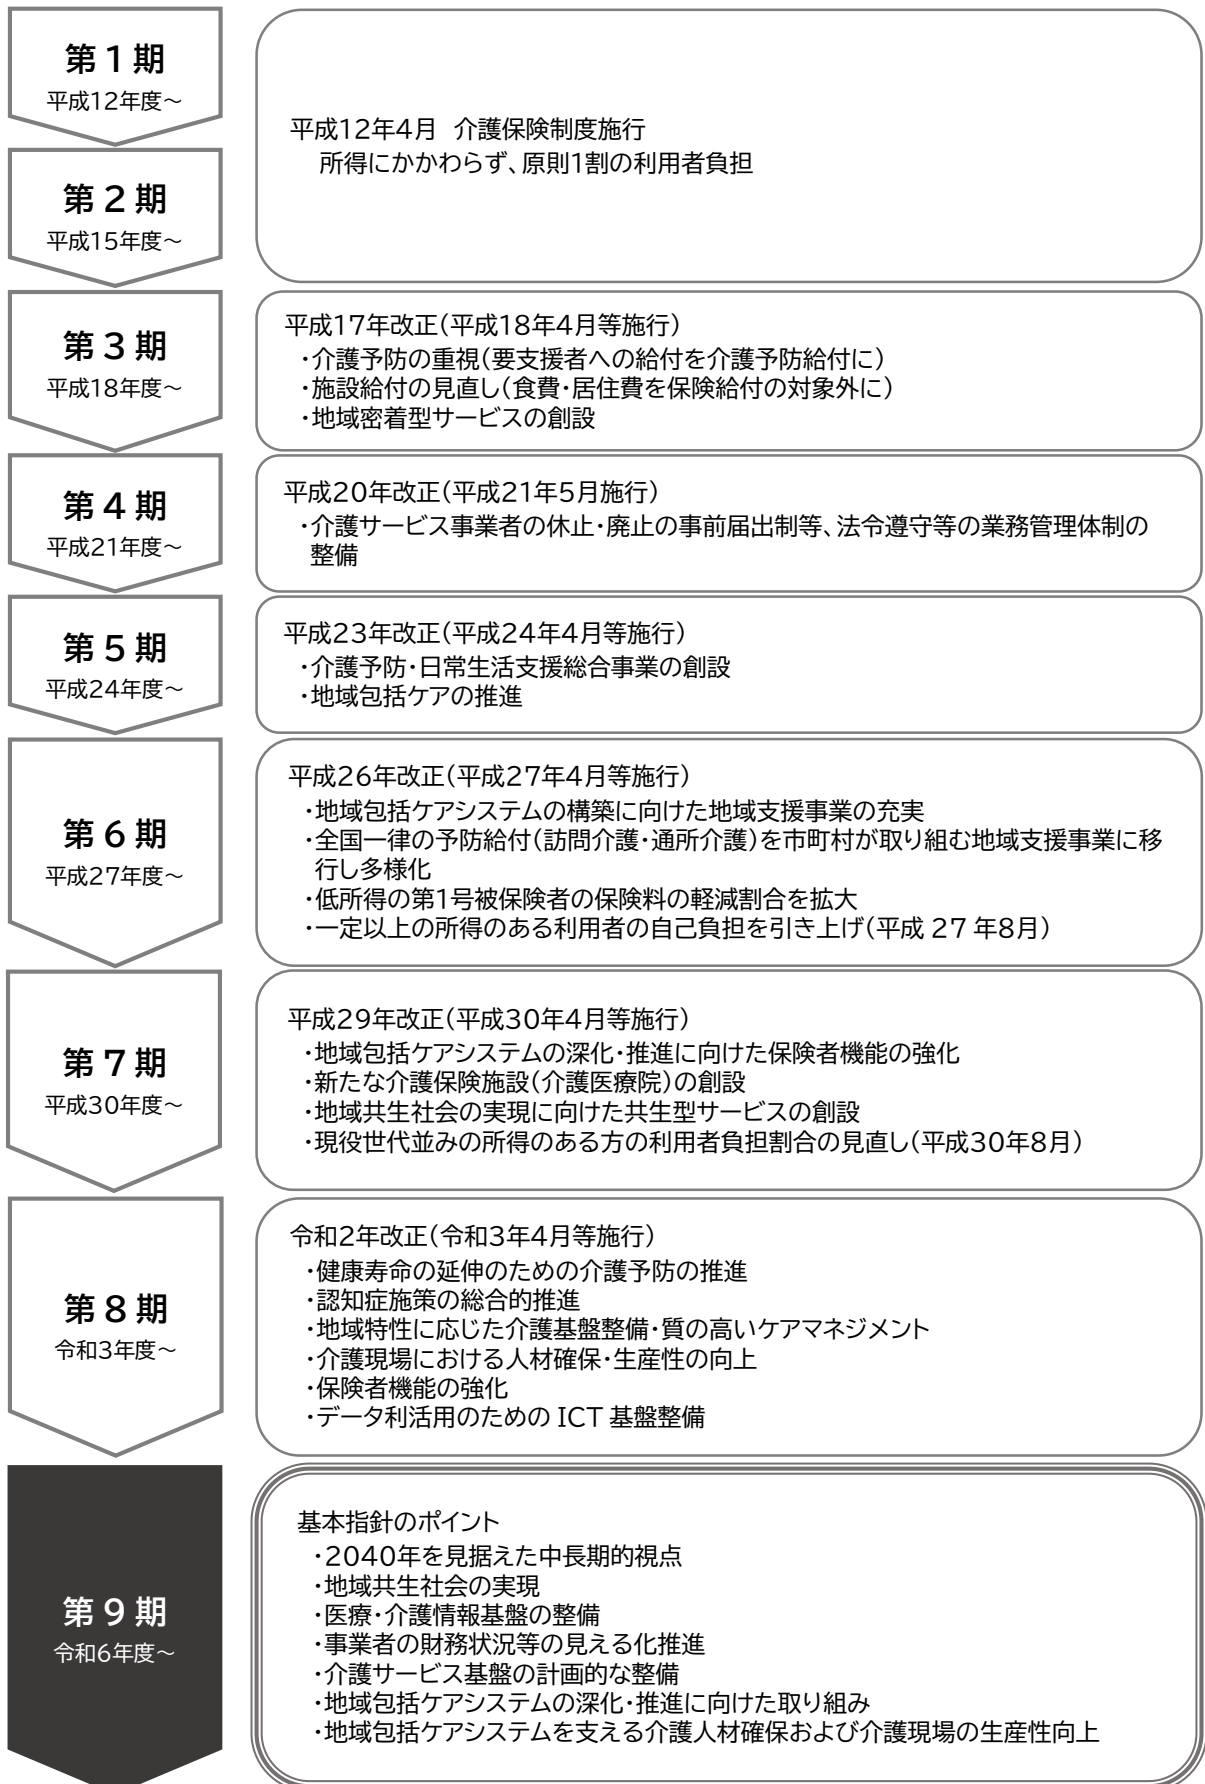 第1期
平成12年度～
平成12年4月 介護保険制度施行
所得にかかわらず、原則1割の利用者負担
第2期
平成15年度～
第3期
平成18年度～
平成17年改正(平成18年4月等施行)
・介護予防の重視(要支援者への給付を介護予防給付に)
・施設給付の見直し(食費・居住費を保険給付の対象外に)
・地域密着型サービスの創設
第4期
平成21年度～
平成20年改正(平成21年5月施行)
・介護サービス事業者の休止・廃止の事前届出制等、法令遵守等の業務管理体制の
整備
第5期
平成24年度～
平成23年改正(平成24年4月等施行)
・介護予防・日常生活支援総合事業の創設
・地域包括ケアの推進
第6期
平成27年度～
平成26年改正(平成27年4月等施行)
・地域包括ケアシステムの構築に向けた地域支援事業の充実
・全国一律の予防給付(訪問介護・通所介護)を市町村が取り組む地域支援事業に移
行し多様化
・低所得の第1号被保険者の保険料の軽減割合を拡大
・一定以上の所得のある利用者の自己負担を引き上げ(平成 27 年8月)
第7期
平成30年度～
平成29年改正(平成30年4月等施行)
・地域包括ケアシステムの深化・推進に向けた保険者機能の強化
・新たな介護保険施設(介護医療院)の創設
・地域共生社会の実現に向けた共生型サービスの創設
・現役世代並みの所得のある方の利用者負担割合の見直し(平成30年8月)
第8期
令和3年度～
令和2年改正(令和3年4月等施行)
・健康寿命の延伸のための介護予防の推進
・認知症施策の総合的推進
・地域特性に応じた介護基盤整備・質の高いケアマネジメント
・介護現場における人材確保・生産性の向上
・保険者機能の強化
・データ利活用のための ICT 基盤整備
第9期
令和6年度～
基本指針のポイント
・2040年を見据えた中長期的視点
・地域共生社会の実現
・医療・介護情報基盤の整備
・事業者の財務状況等の見える化推進
・介護サービス基盤の計画的な整備
・地域包括ケアシステムの深化・推進に向けた取り組み
・地域包括ケアシステムを支える介護人材確保および介護現場の生産性向上